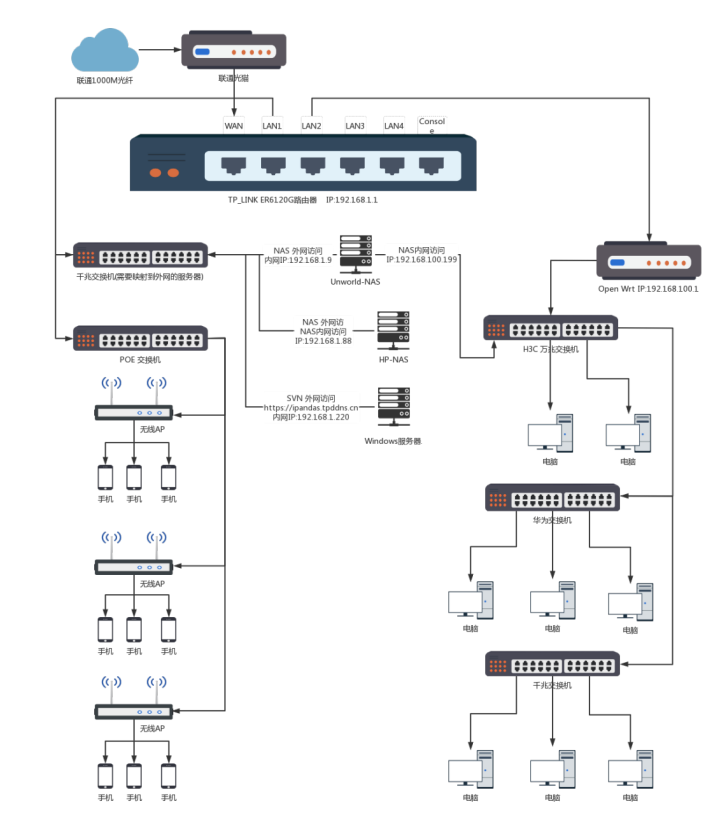 联通1000M光纤
联通光猫
WAN
LAN1
LAN2
LAN3
LAN4
Consol
e
TP_LINK ER6120G路由器 IP:192.168.1.1
NAS 外网访问
内网IP:192.168.1.9
NAS内网访问
IP:192.168.100.199
千兆交换机(需要映射到外网的服务器)
Unworld-NAS
Open Wrt IP:192.168.100.1
NAS 外网访
NAS内网访问
IP:192.168.1.88
POE 交换机
HP-NAS
H3C 万兆交换机
SVN 外网访问
https://ipandas.tpddns.cn
内网IP:192.168.1.220
无线AP
Windows服务器
电脑
电脑
手机
手机
手机
华为交换机
无线AP
电脑
电脑
电脑
手机
手机
手机
千兆交换机
无线AP
电脑
电脑
电脑
手机
手机
手机